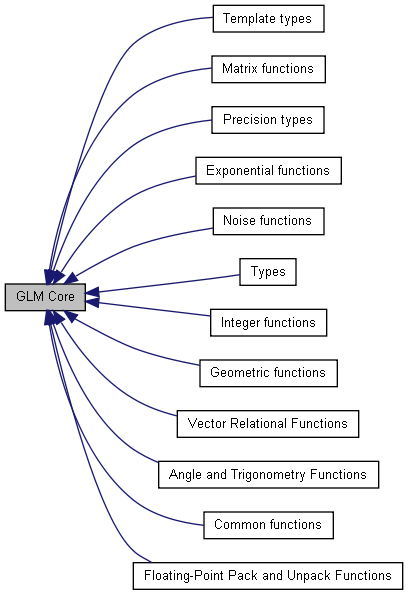 Template types
Matrix functions
Precision types
Exponential functions
Noise functions
Types
GLM Core
Integer functions
Geometric functions
Vector Relational Functions
Angle and Trigonometry Functions
Common functions
Floating-Point Pack and Unpack Functions